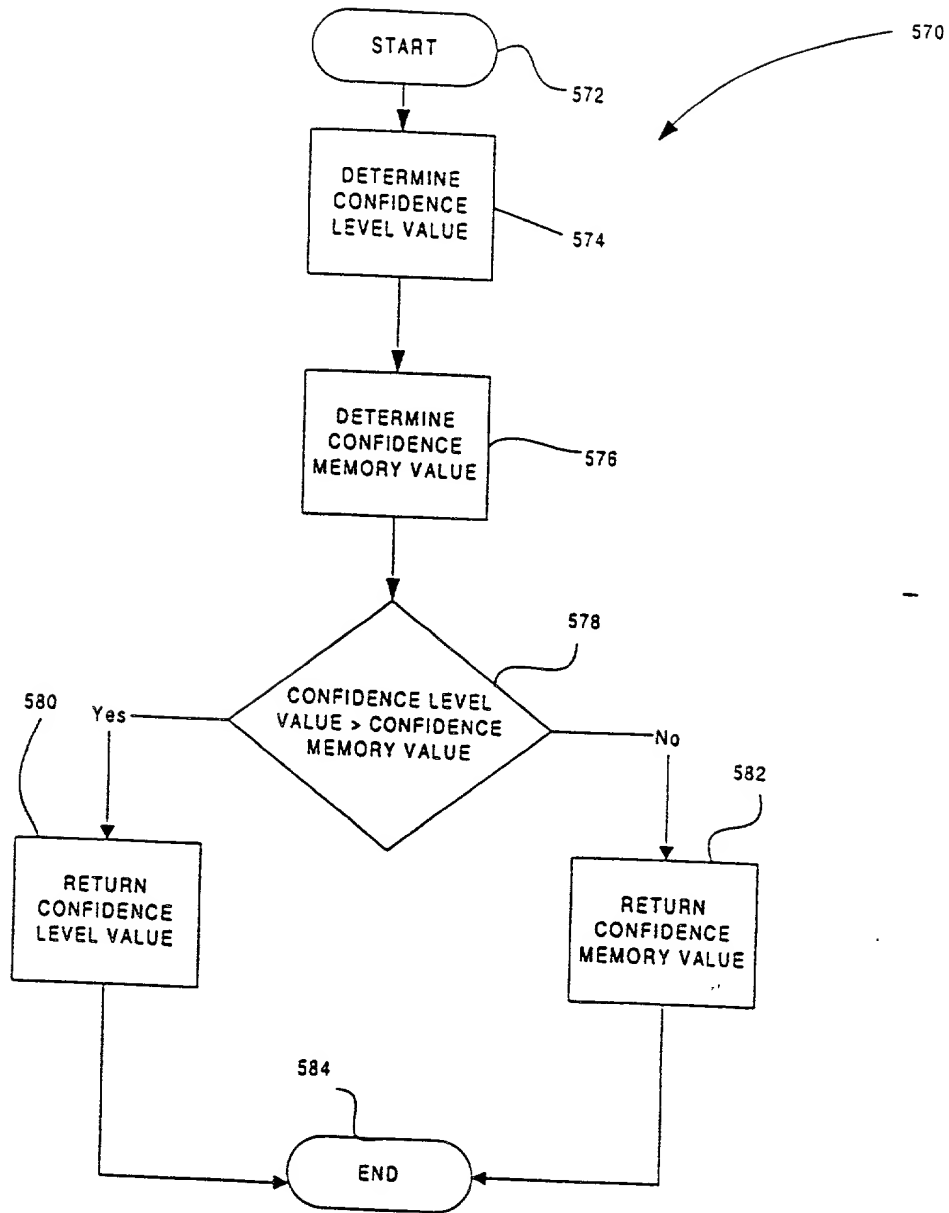 START
570
572
DETERMINE
CONFIDENCE
LEVEL VALUE
574
DETERMINE
CONFIDENCE
MEMORY VALUE
576
578
CONFIDENCE LEVEL
VALUE > CONFIDENCE
MEMORY VALUE
580
Yes
No
582
RETURN
CONFIDENCE
LEVEL VALUE
RETURN
CONFIDENCE
MEMORY VALUE
584
END